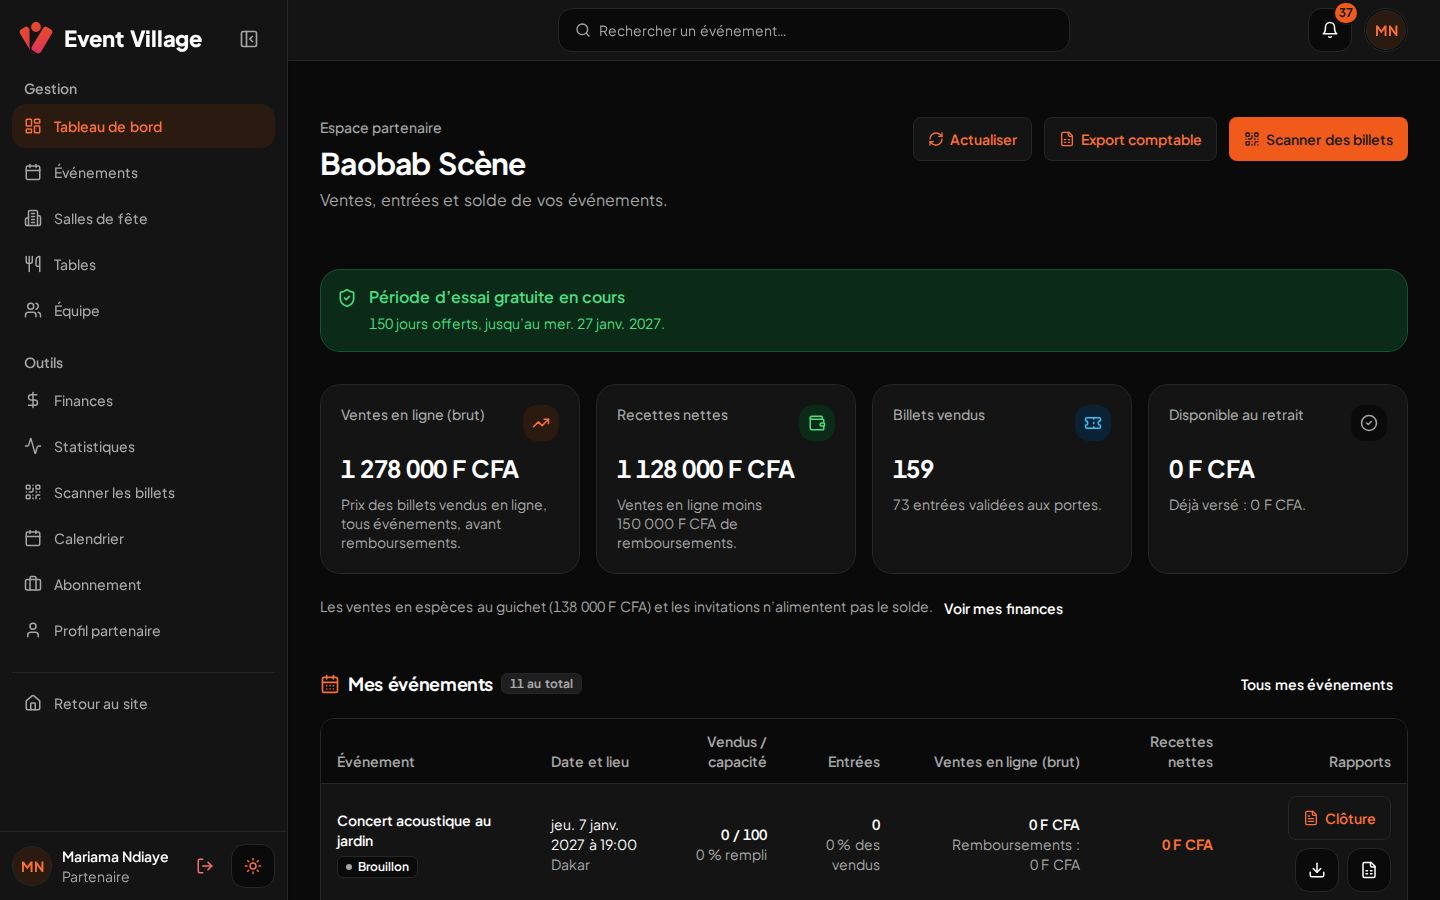 Event Village
Rechercher un événement…
37
MN
Gestion
Tableau de bord
Événements
Salles de fête
Tables
Équipe
Outils
Finances
Statistiques
Scanner les billets
Calendrier
Abonnement
Profil partenaire
Retour au site
MN
Mariama Ndiaye
Partenaire
Espace partenaire
Baobab Scène
Ventes, entrées et solde de vos événements.
Actualiser
Export comptable
Scanner des billets
Période d’essai gratuite en cours
150 jours offerts, jusqu’au mer. 27 janv. 2027.
Ventes en ligne (brut)
1 278 000 F CFA
Prix des billets vendus en ligne,
tous événements, avant
remboursements.
Recettes nettes
1 128 000 F CFA
Ventes en ligne moins
150 000 F CFA de
remboursements.
Billets vendus
159
73 entrées validées aux portes.
Disponible au retrait
0 F CFA
Déjà versé : 0 F CFA.
Les ventes en espèces au guichet (138 000 F CFA) et les invitations n’alimentent pas le solde.
Voir mes finances
Mes événements
11 au total
Tous mes événements
Événement
Date et lieu
Vendus /
capacité
Entrées
Ventes en ligne (brut)
Recettes
nettes
Rapports
Concert acoustique au
jardin
Brouillon
jeu. 7 janv.
2027 à 19:00
Dakar
0 / 100
0 % rempli
0
0 % des
vendus
0 F CFA
Remboursements :
0 F CFA
0 F CFA
Clôture